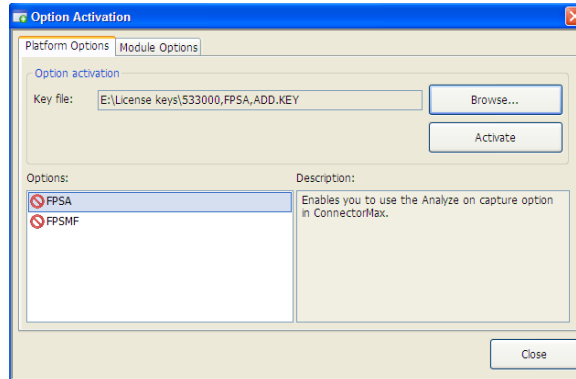 Option Activation
Platform Options
Module Options
Option activation
Key file:
E:\License keys\533000,FPSA,ADD.KEY
Browse...
Activate
Options:
Description:
FPSA
FPSMF
Enables you to use the Analyze on capture option
in ConnectorMax.
Close